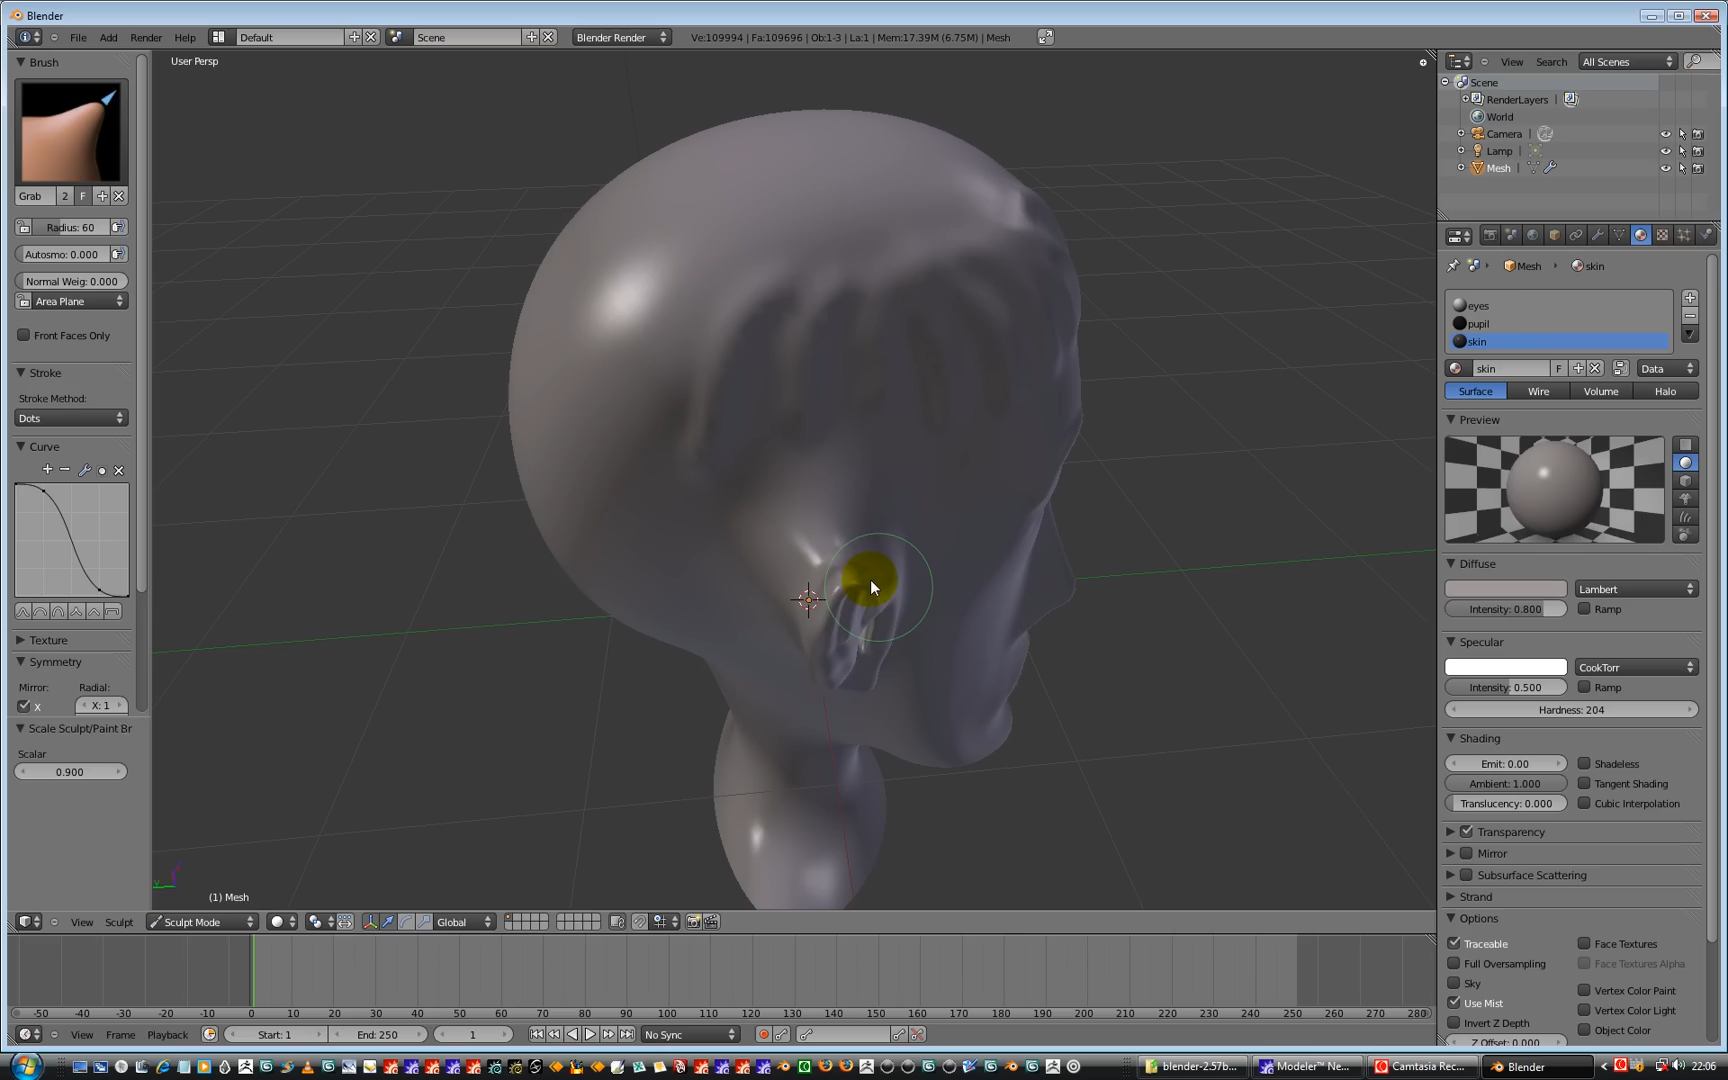 Blender
File Add Render Help Default Scene Blender Render Ve:109994 | Fa:109696 | Ob:1-3 | La:1 | Mem:17.39M (6.75M) | Mesh
Brush
Grab 2 F
Radius: 60
Autosmo: 0.000
Normal Weig: 0.000
Area Plane
Front Faces Only
Stroke
Stroke Method:
Dots
Curve
Texture
Symmetry
Mirror: Radial:
X X: 1
Scale Sculpt/Paint Br
Scalar
0.900
User Persp
(1) Mesh
View Sculpt Sculpt Mode Global
-50 -40 -30 -20 -10 0 10 20 30 40 50 60 70 80 90 100 110 120 130 140 150 160 170 180 190 200 210 220 230 240 250 260 270 280
View Frame Playback Start: 1 End: 250 1 No Sync
View Search All Scenes
Scene
RenderLayers |
World
Camera |
Lamp |
Mesh |
Mesh skin
eyes
pupil
skin
skin F Data
Surface Wire Volume Halo
Preview
Diffuse
Lambert
Intensity: 0.800 Ramp
Specular
CookTorr
Intensity: 0.500 Ramp
Hardness: 204
Shading
Emit: 0.00 Shadeless
Ambient: 1.000 Tangent Shading
Translucency: 0.000 Cubic Interpolation
Transparency
Mirror
Subsurface Scattering
Strand
Options
Traceable Face Textures
Full Oversampling Face Textures Alpha
Sky
Vertex Color Paint
Use Mist
Vertex Color Light
Invert Z Depth
Object Color
Z Offset: 0.000
blender-2.57b... Modeler™ Ne... Camtasia Rec... Blender 22:06